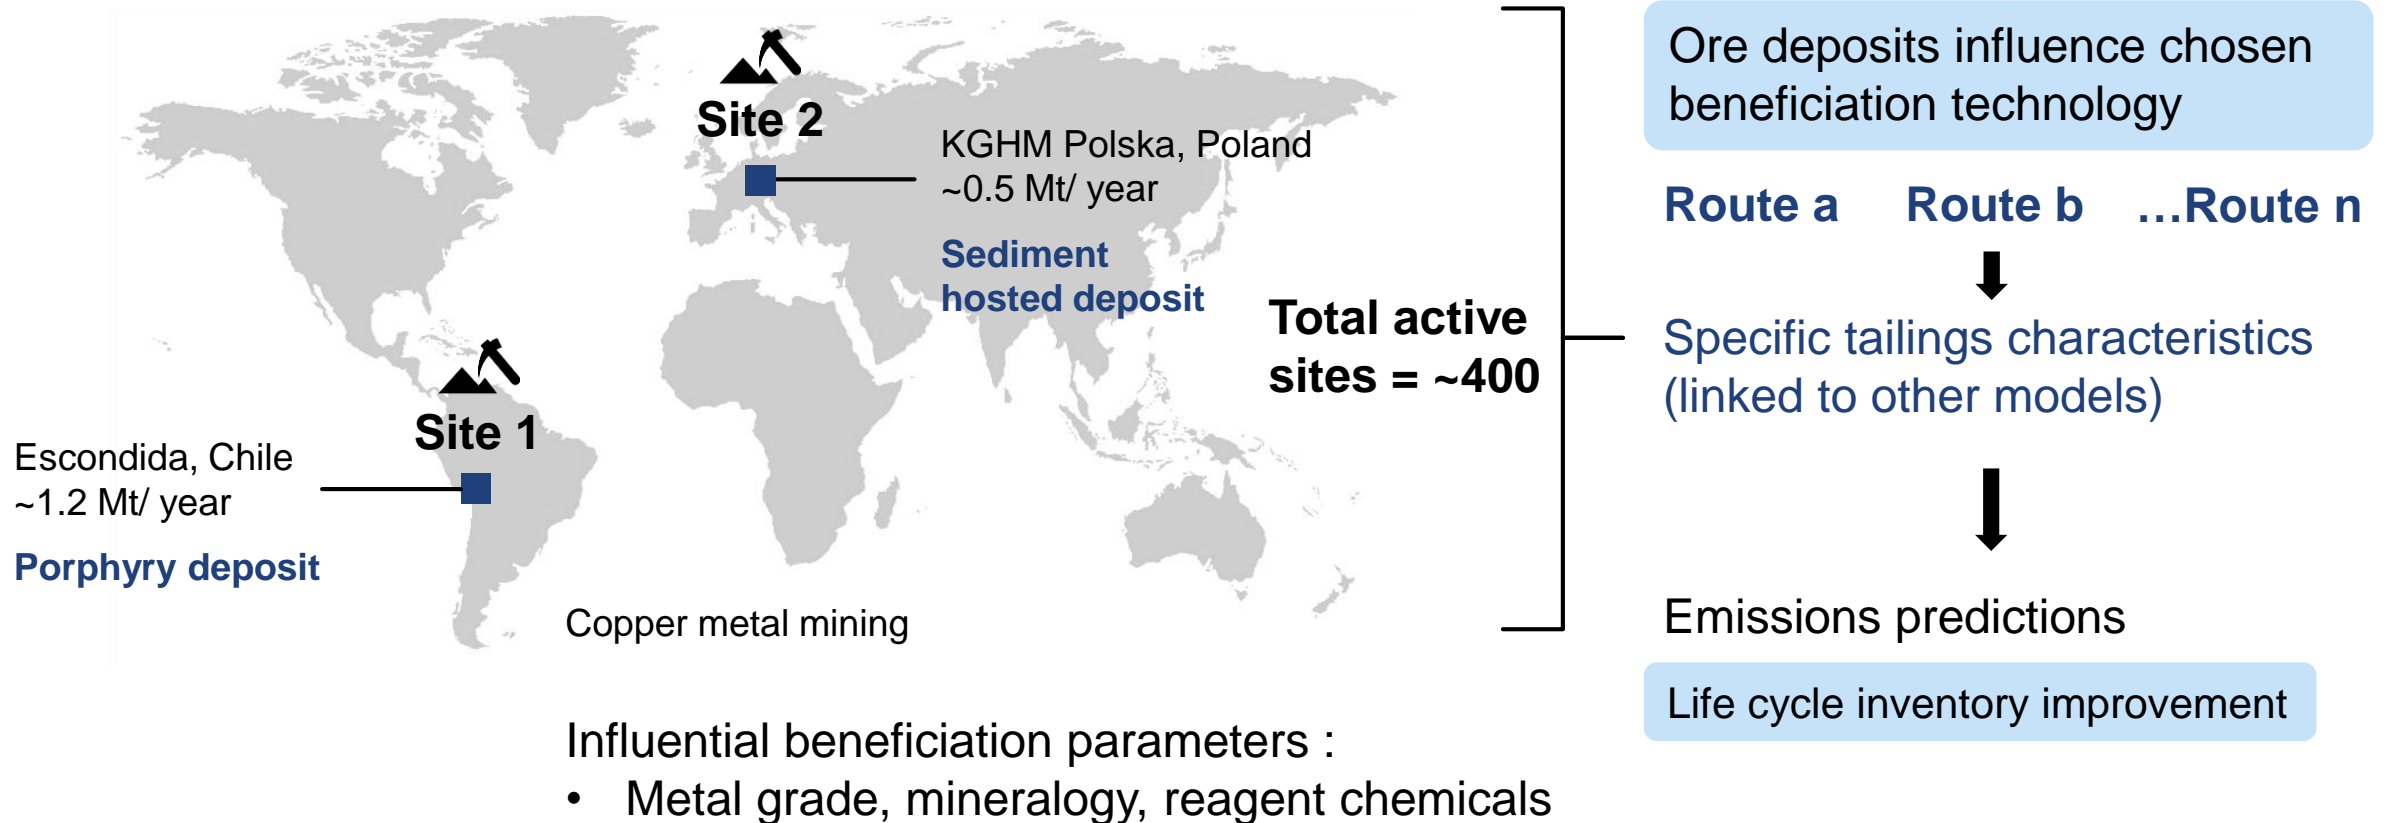 Site 2
KGHM Polska, Poland
~0.5 Mt/ year
Sediment
hosted deposit
Site 1
Escondida, Chile
~1.2 Mt/ year
Porphyry deposit
Total active
sites = ~400
Copper metal mining
Influential beneficiation parameters :
• Metal grade, mineralogy, reagent chemicals
Ore deposits influence chosen
beneficiation technology
Route a Route b …Route n
Specific tailings characteristics
(linked to other models)
Emissions predictions
Life cycle inventory improvement